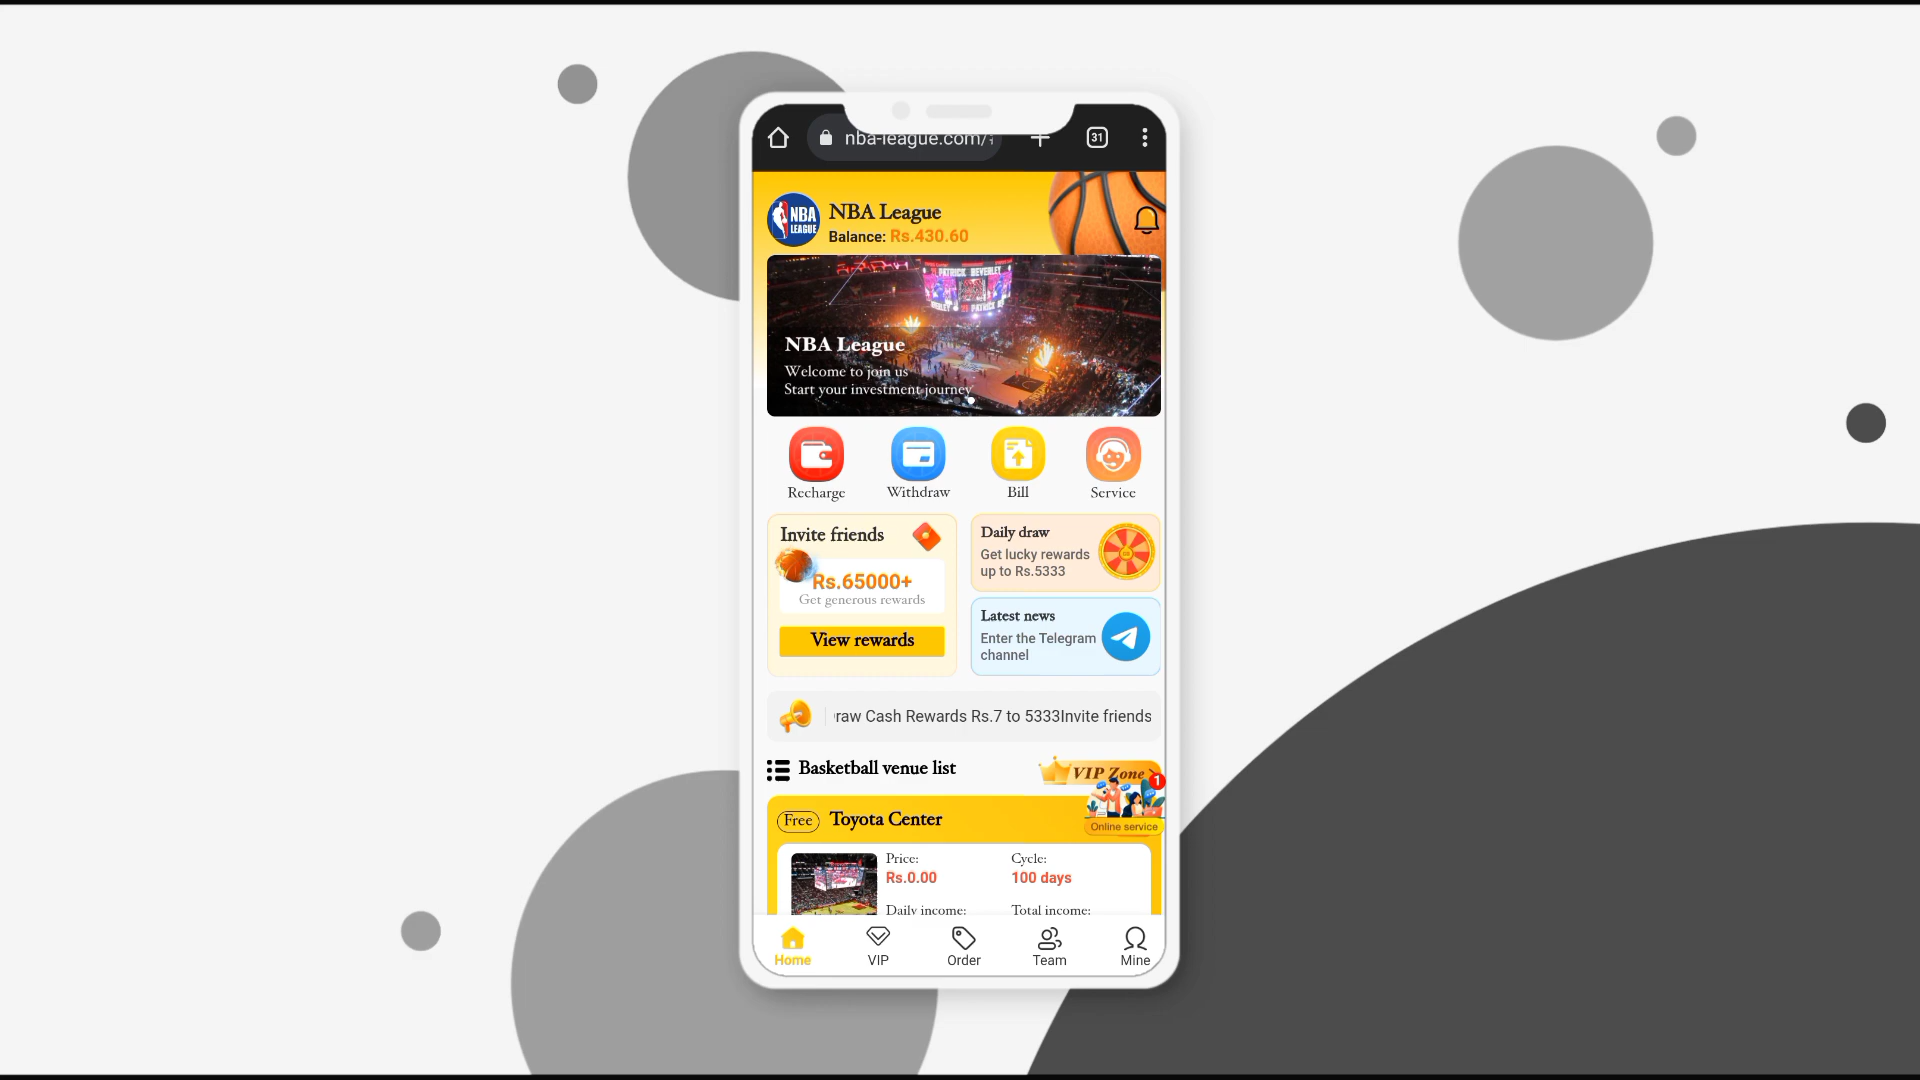 nba-league.com/
31
NBA
LEAGUE
NBA League
Balance: Rs.430.60
PATRICK BEVERLEY
NBA League
Welcome to join us
Start your investment journey
Recharge
Withdraw
Bill
Service
Invite friends
Rs.65000+
Get generous rewards
View rewards
Daily draw
Get lucky rewards
up to Rs.5333
Latest news
Enter the Telegram
channel
raw Cash Rewards Rs.7 to 5333Invite friends
Basketball venue list
VIP Zone
1
Online service
Free
Toyota Center
Price:
Rs.0.00
Cycle:
100 days
Daily income:
Total income:
Home
VIP
Order
Team
Mine